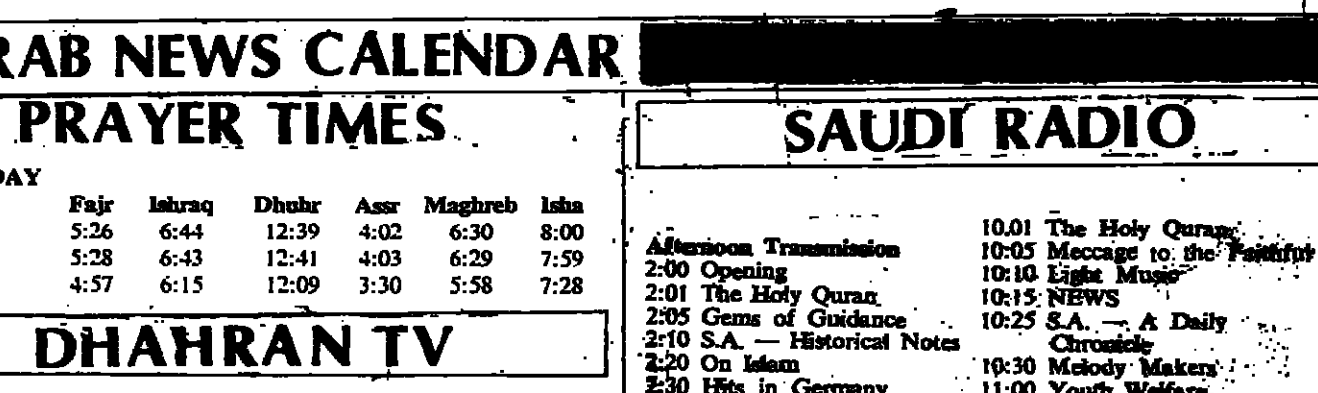 RAB NEWS CALENDAR
PRAYER TIMES
DAY
Fajr Ishraq Dhuhr Assr Maghreb Isha
5:26 6:44 12:39 4:02 6:30 8:00
5:28 6:43 12:41 4:03 6:29 7:59
4:57 6:15 12:09 3:30 5:58 7:28
DHAHRAN TV
SAUDI RADIO
Afternoon Transmission
2:00 Opening
2:01 The Holy Quran
2:05 Gems of Guidance
2:10 S.A. — Historical Notes
2:20 On Islam
2:30 Hits in Germany
10.01 The Holy Quran
10:05 Meccage to the Faithful
10:10 Light Music
10:15 NEWS
10:25 S.A. — A Daily
Chronicle
10:30 Melody Makers
11:00 Youth Welfare